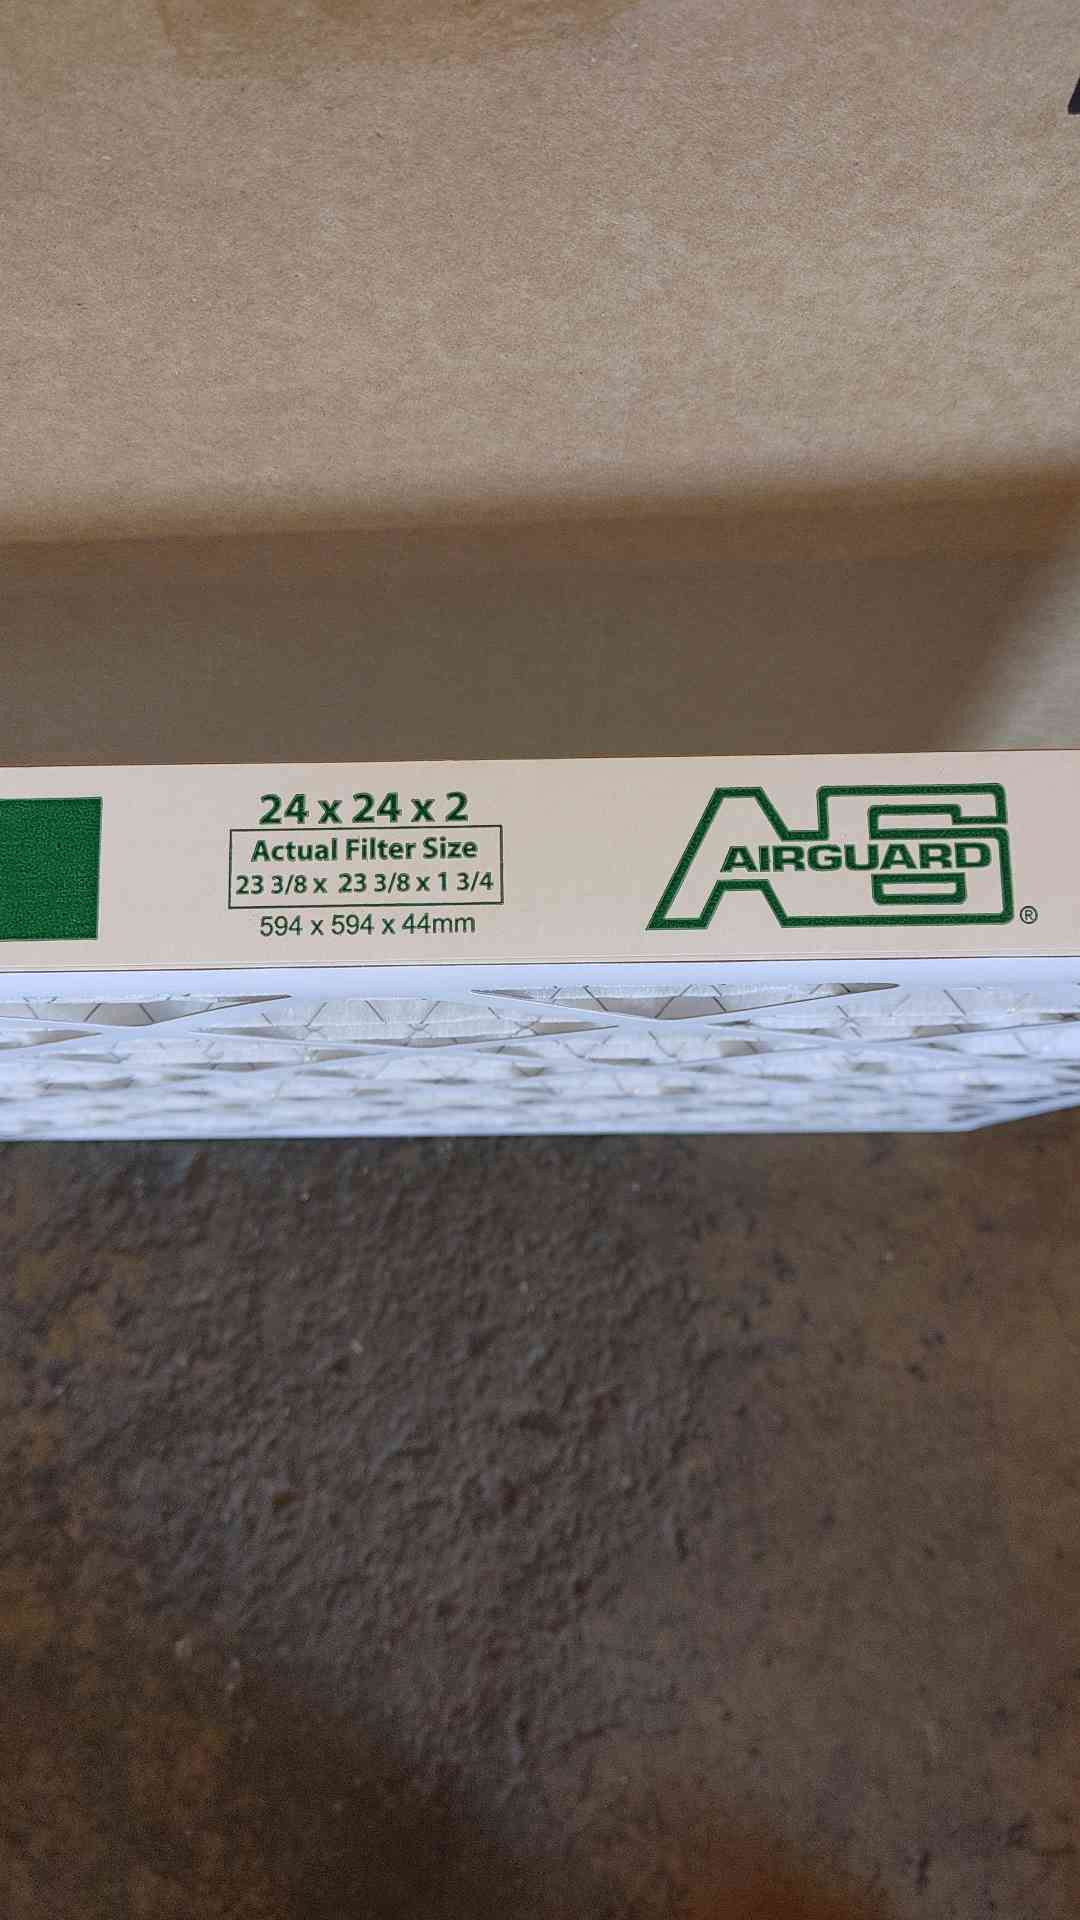 24 x 24 x 2
Actual Filter Size
23 3/8 x 23 3/8 x 1 3/4
594 x 594 x 44mm
AG
AIRGUARD
®